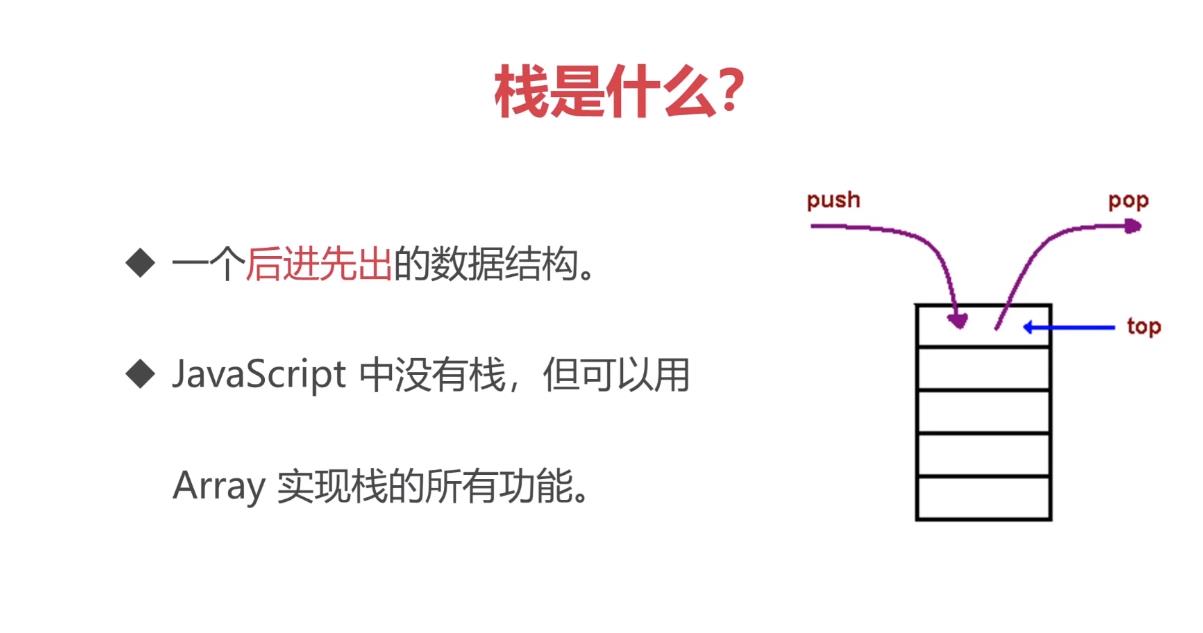 栈是什么？
一个后进先出的数据结构。
JavaScript 中没有栈，但可以用
Array 实现栈的所有功能。
push
pop
top